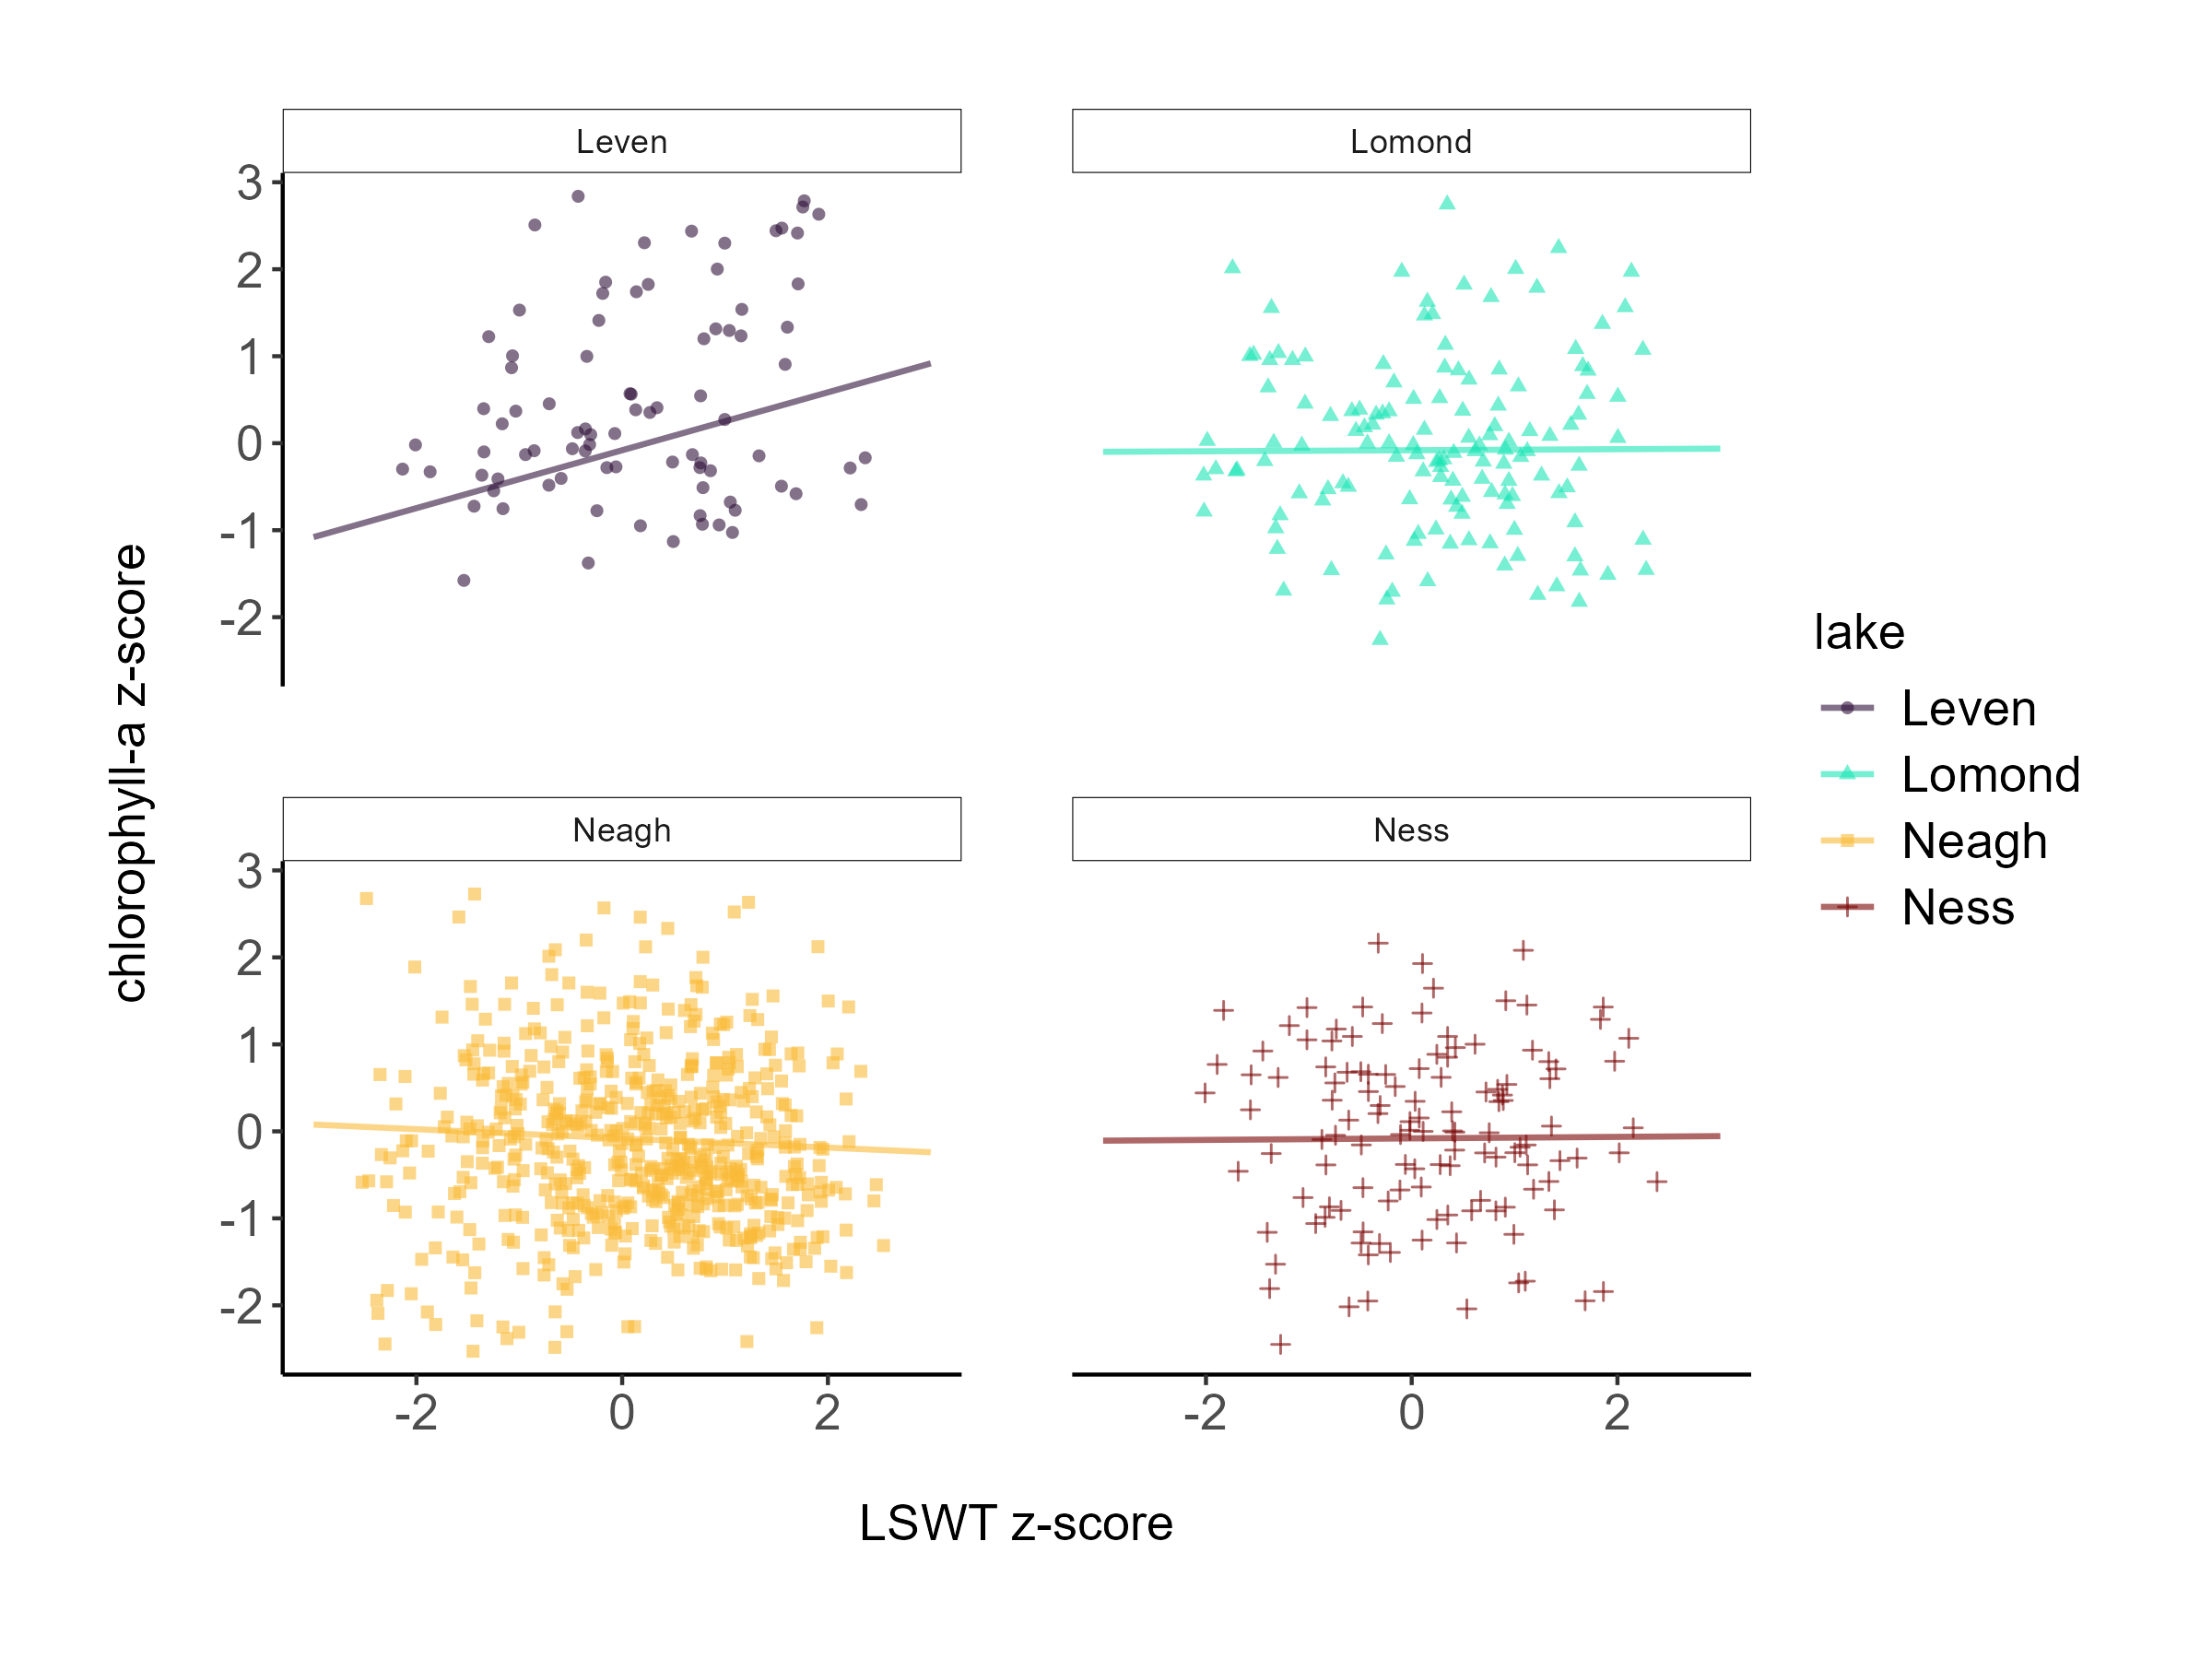 Leven
Lomond
3
2
1
0
-1
-2
Neagh
Ness
3
2
1
0
-1
-2
-2 0 2
-2 0 2
LSWT z-score
chlorophyll-a z-score
lake
Leven
Lomond
Neagh
Ness